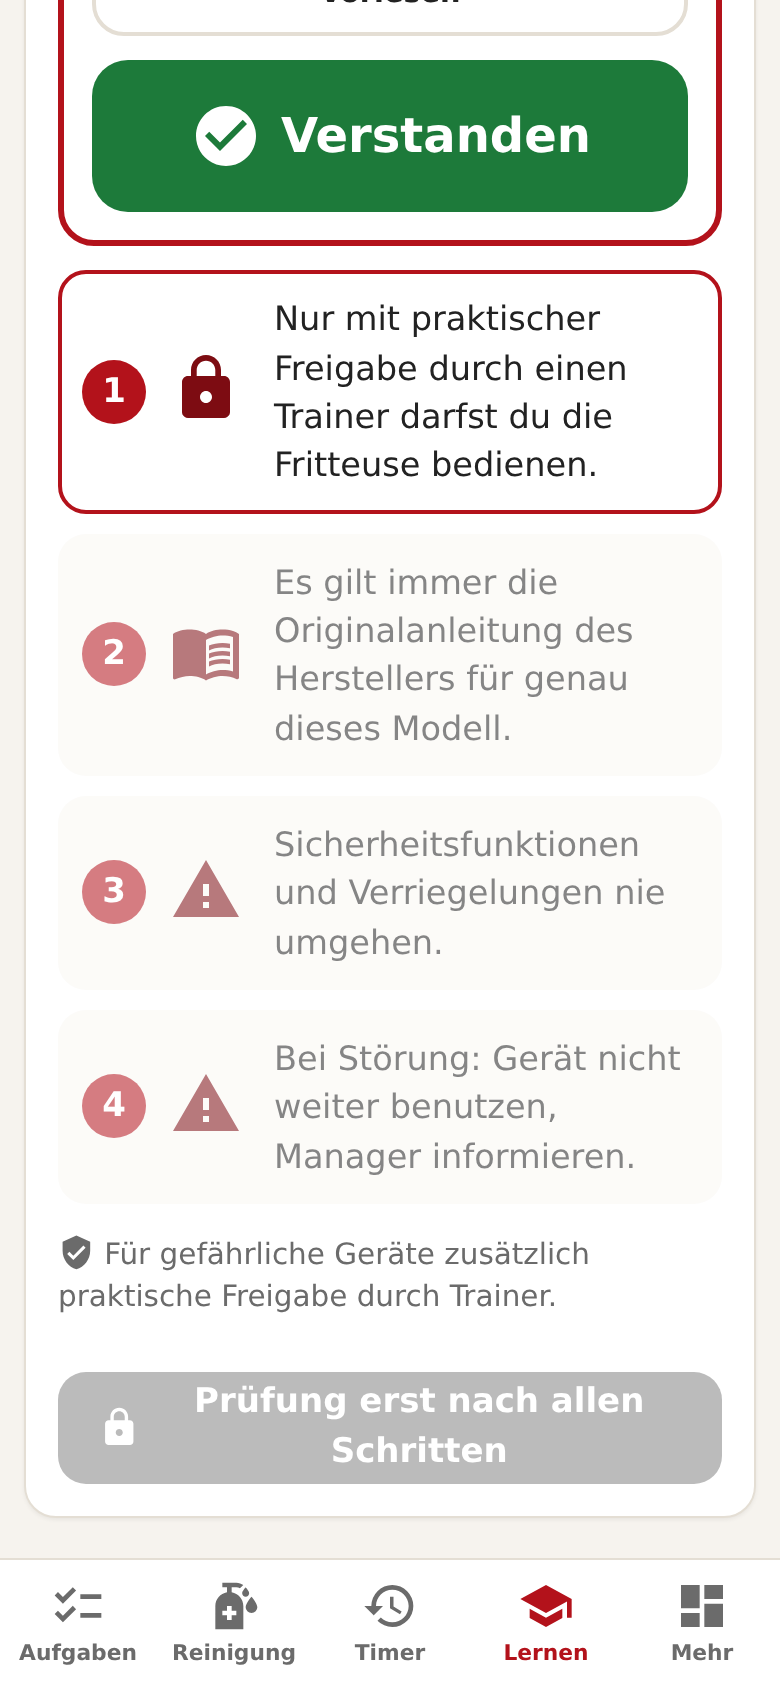 Verstanden
1
Nur mit praktischer
Freigabe durch einen
Trainer darfst du die
Fritteuse bedienen.
2
Es gilt immer die
Originalanleitung des
Herstellers für genau
dieses Modell.
3
Sicherheitsfunktionen
und Verriegelungen nie
umgehen.
4
Bei Störung: Gerät nicht
weiter benutzen,
Manager informieren.
Für gefährliche Geräte zusätzlich
praktische Freigabe durch Trainer.
Prüfung erst nach allen
Schritten
Aufgaben Reinigung Timer Lernen Mehr